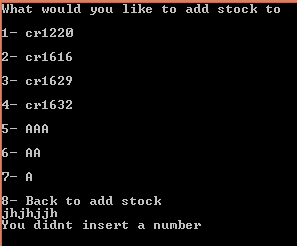 What would you like to add stock to
1- cr1220
2- cr1616
3- cr1629
4- cr1632
5- AAA
6- AA
7- A
8- Back to add stock
jhjhjjh
You didnt insert a number